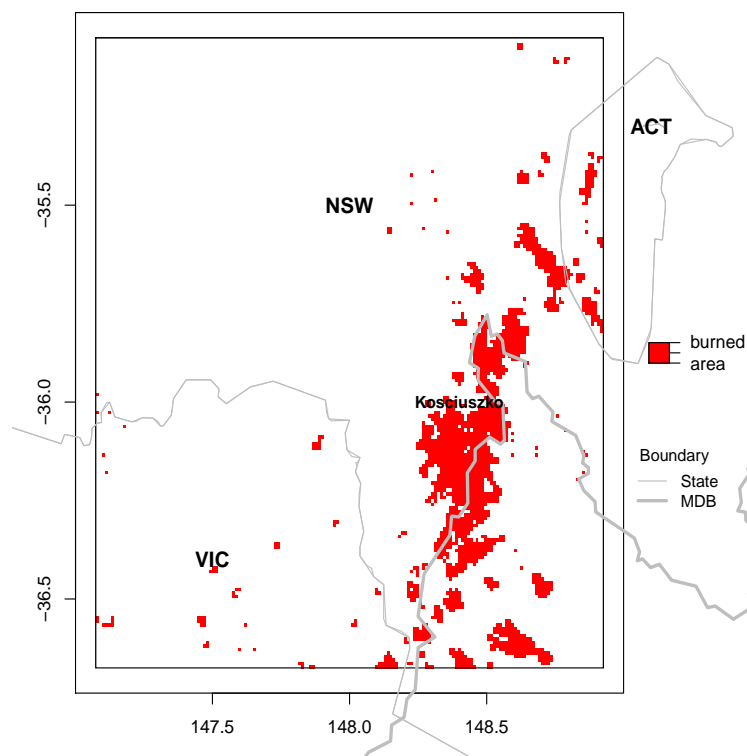 ACT
NSW
−35.5
burned
area
−36.0
Kosciuszko
Boundary
State
MDB
VIC
−36.5
147.5
148.0
148.5